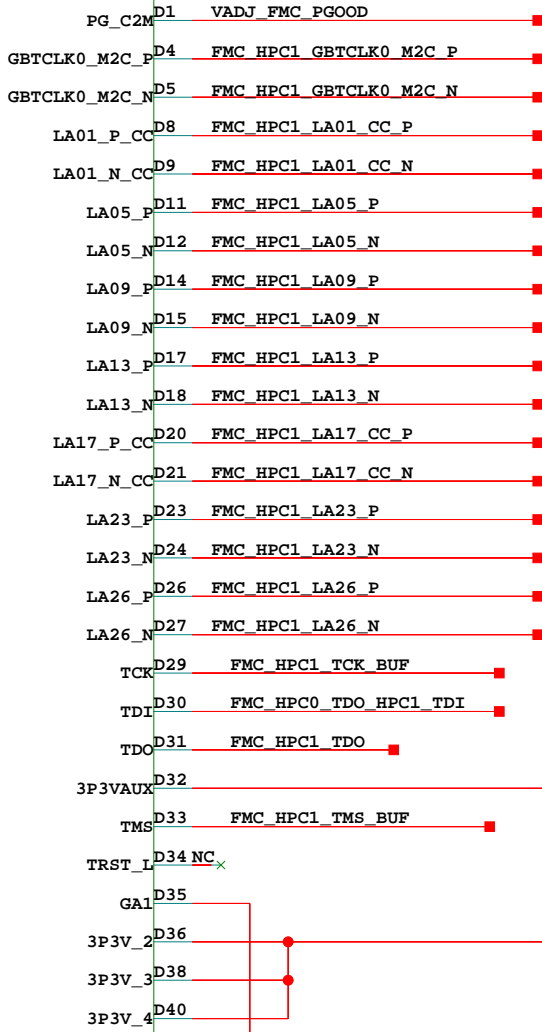 PG_C2M D1 VADJ_FMC_PGOOD
GBTCLK0_M2C_P D4 FMC_HPC1_GBTCLK0_M2C_P
GBTCLK0_M2C_N D5 FMC_HPC1_GBTCLK0_M2C_N
LA01_P_CC D8 FMC_HPC1_LA01_CC_P
LA01_N_CC D9 FMC_HPC1_LA01_CC_N
LA05_P D11 FMC_HPC1_LA05_P
LA05_N D12 FMC_HPC1_LA05_N
LA09_P D14 FMC_HPC1_LA09_P
LA09_N D15 FMC_HPC1_LA09_N
LA13_P D17 FMC_HPC1_LA13_P
LA13_N D18 FMC_HPC1_LA13_N
LA17_P_CC D20 FMC_HPC1_LA17_CC_P
LA17_N_CC D21 FMC_HPC1_LA17_CC_N
LA23_P D23 FMC_HPC1_LA23_P
LA23_N D24 FMC_HPC1_LA23_N
LA26_P D26 FMC_HPC1_LA26_P
LA26_N D27 FMC_HPC1_LA26_N
TCK D29 FMC_HPC1_TCK_BUF
TDI D30 FMC_HPC0_TDO_HPC1_TDI
TDO D31 FMC_HPC1_TDO
3P3VAUX D32
TMS D33 FMC_HPC1_TMS_BUF
TRST_L D34 NC
GA1 D35
3P3V_2 D36
3P3V_3 D38
3P3V_4 D40